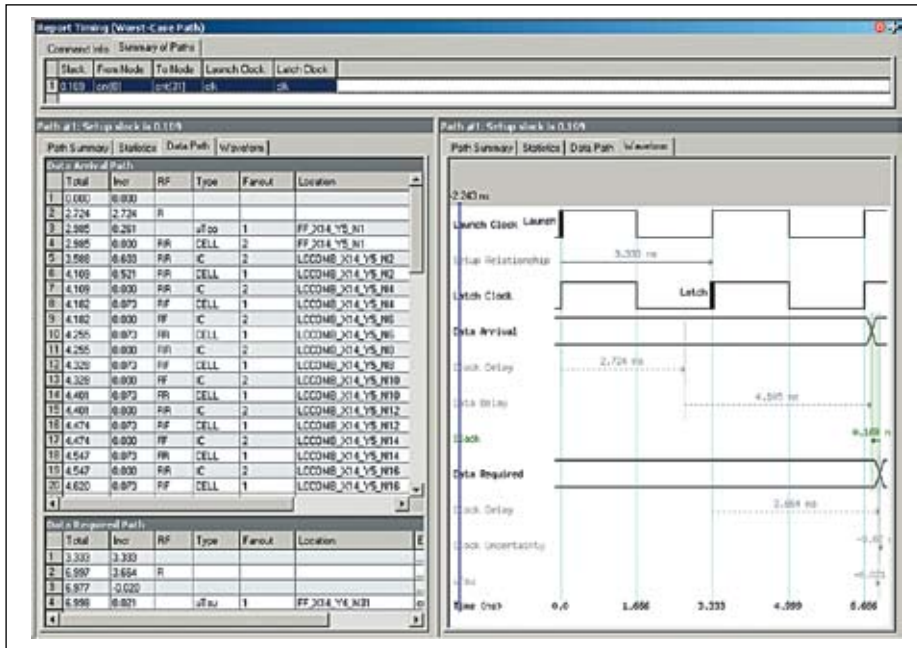 Report Timing (Worst-Case Path)
Command Info Summary of Paths
Slack From Node To Node Launch Clock Latch Clock
1 0.109 cnt[0] cnt[31] clk clk
Path #1: Setup slack is 0.109
Path Summary Statistics Data Path Waveform
Data Arrival Path
Total Incr RF Type Fanout Location
1 0.000 0.000
2 2.724 2.724 R
3 2.985 0.261 uTco 1 FF_X14_Y5_N1
4 2.985 0.000 RR CELL 2 FF_X14_Y5_N1
5 3.588 0.603 RR IC 2 LCCOMB_X14_Y5_N2
6 4.109 0.521 RR CELL 1 LCCOMB_X14_Y5_N2
7 4.109 0.000 RR IC 2 LCCOMB_X14_Y5_N4
8 4.182 0.073 RF CELL 1 LCCOMB_X14_Y5_N4
9 4.182 0.000 FF IC 2 LCCOMB_X14_Y5_N6
10 4.255 0.073 FR CELL 1 LCCOMB_X14_Y5_N6
11 4.255 0.000 RR IC 2 LCCOMB_X14_Y5_N8
12 4.328 0.073 RF CELL 1 LCCOMB_X14_Y5_N8
13 4.328 0.000 FF IC 2 LCCOMB_X14_Y5_N10
14 4.401 0.073 FR CELL 1 LCCOMB_X14_Y5_N10
15 4.401 0.000 RR IC 2 LCCOMB_X14_Y5_N12
16 4.474 0.073 RF CELL 1 LCCOMB_X14_Y5_N12
17 4.474 0.000 FF IC 2 LCCOMB_X14_Y5_N14
18 4.547 0.073 FR CELL 1 LCCOMB_X14_Y5_N14
19 4.547 0.000 RR IC 2 LCCOMB_X14_Y5_N16
20 4.620 0.073 RF CELL 1 LCCOMB_X14_Y5_N16
Data Required Path
Total Incr RF Type Fanout Location E
1 3.333 3.333
2 6.997 3.664 R
3 6.977 -0.020
4 6.998 0.021 uTsu 1 FF_X14_Y4_N31
Path #1: Setup slack is 0.109
Path Summary Statistics Data Path Waveform
-2.243 ns
Launch Clock Launch
Setup Relationship 3.333 ns
Latch Clock Latch
Data Arrival
Clock Delay 2.724 ns
Data Delay
Slack
Data Required
Clock Delay 3.664 ns
Clock Uncertainty
uTsu
Time (ns) 0.0 1.666 3.333 4.999 6.666